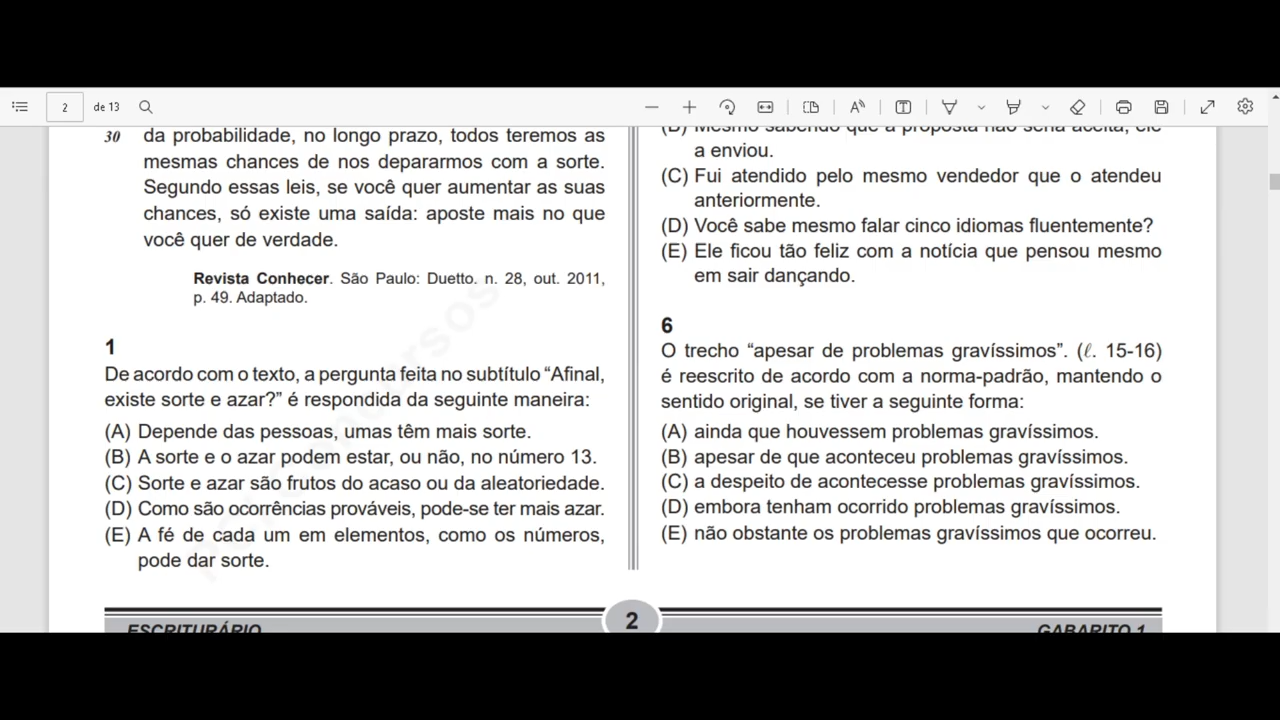 2 de 13
30 da probabilidade, no longo prazo, todos teremos as
mesmas chances de nos depararmos com a sorte.
Segundo essas leis, se você quer aumentar as suas
chances, só existe uma saída: aposte mais no que
você quer de verdade.
Revista Conhecer. São Paulo: Duetto. n. 28, out. 2011,
p. 49. Adaptado.
1
De acordo com o texto, a pergunta feita no subtítulo “Afinal,
existe sorte e azar?” é respondida da seguinte maneira:
(A) Depende das pessoas, umas têm mais sorte.
(B) A sorte e o azar podem estar, ou não, no número 13.
(C) Sorte e azar são frutos do acaso ou da aleatoriedade.
(D) Como são ocorrências prováveis, pode-se ter mais azar.
(E) A fé de cada um em elementos, como os números,
pode dar sorte.
(B) Mesmo sabendo que a proposta não seria aceita, ele
a enviou.
(C) Fui atendido pelo mesmo vendedor que o atendeu
anteriormente.
(D) Você sabe mesmo falar cinco idiomas fluentemente?
(E) Ele ficou tão feliz com a notícia que pensou mesmo
em sair dançando.
6
O trecho “apesar de problemas gravíssimos”. (ℓ. 15-16)
é reescrito de acordo com a norma-padrão, mantendo o
sentido original, se tiver a seguinte forma:
(A) ainda que houvessem problemas gravíssimos.
(B) apesar de que aconteceu problemas gravíssimos.
(C) a despeito de acontecesse problemas gravíssimos.
(D) embora tenham ocorrido problemas gravíssimos.
(E) não obstante os problemas gravíssimos que ocorreu.
ESCRITURÁRIO
2
GABARITO 1